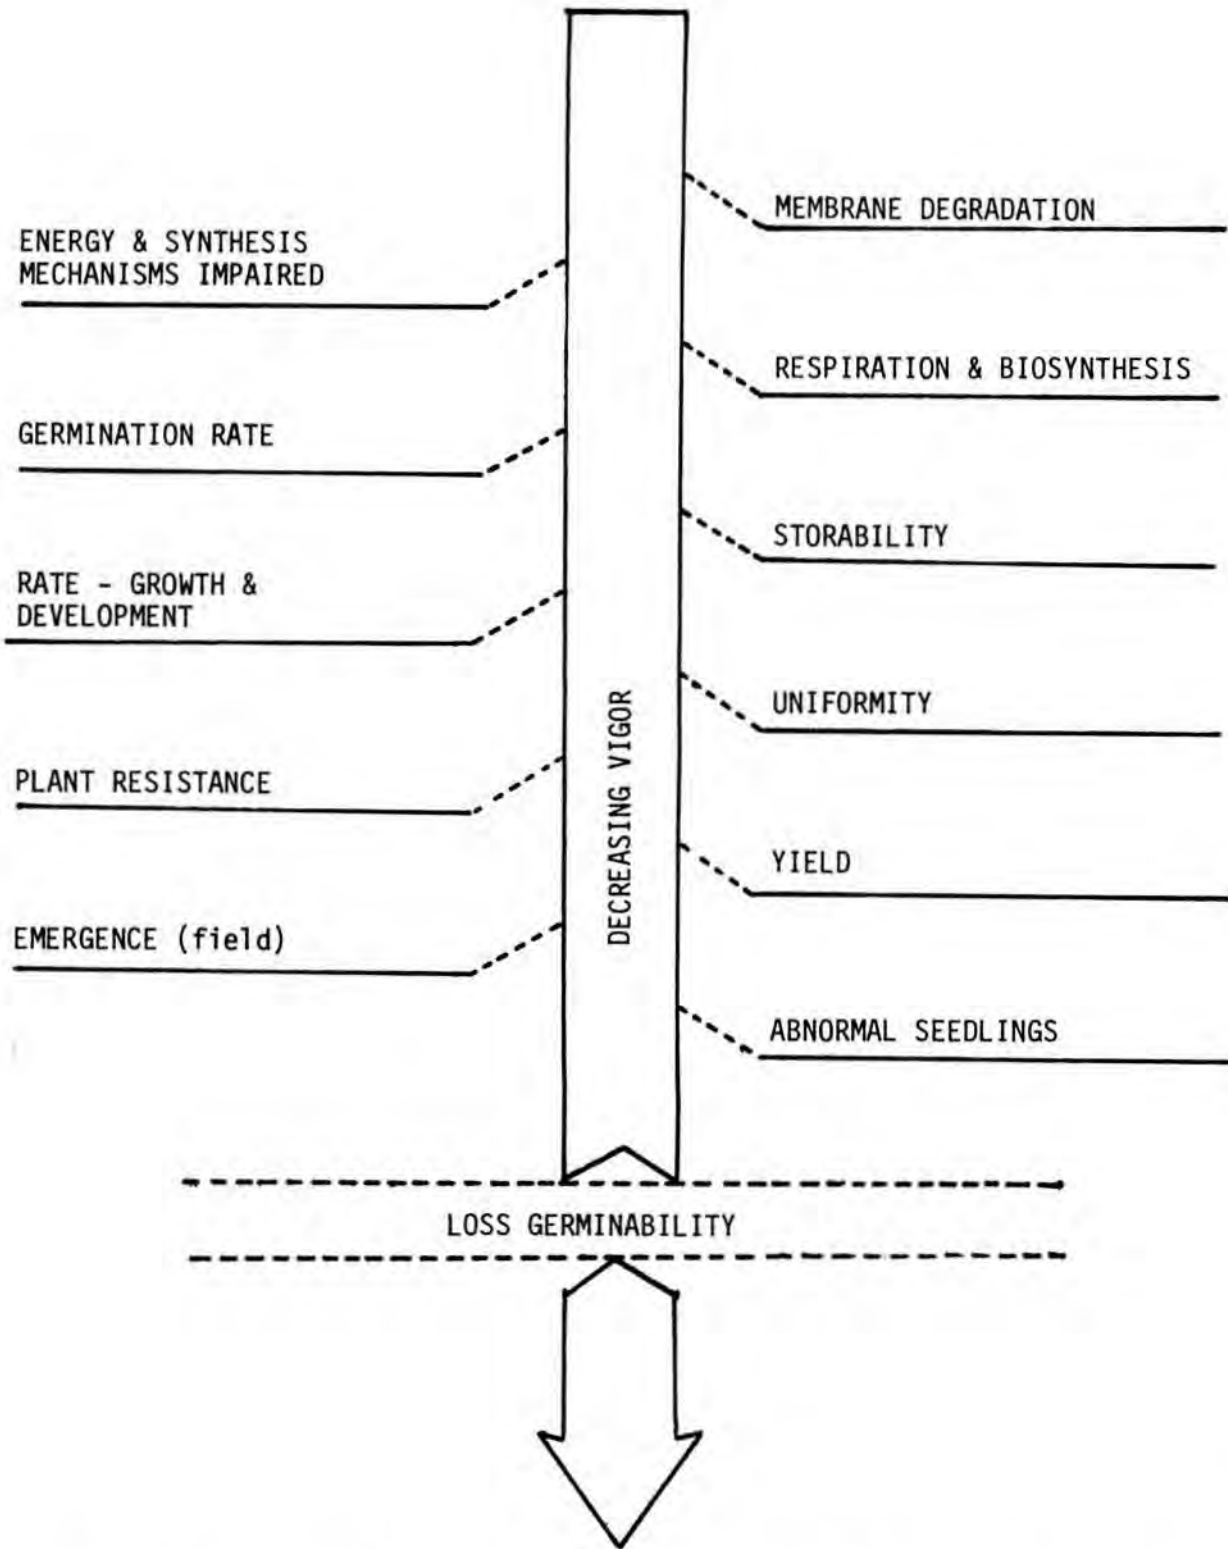 MEMBRANE DEGRADATION
ENERGY & SYNTHESIS
MECHANISMS IMPAIRED
RESPIRATION & BIOSYNTHESIS
GERMINATION RATE
STORABILITY
RATE - GROWTH &
DEVELOPMENT
UNIFORMITY
PLANT RESISTANCE
DECREASING VIGOR
YIELD
EMERGENCE (field)
ABNORMAL SEEDLINGS
LOSS GERMINABILITY